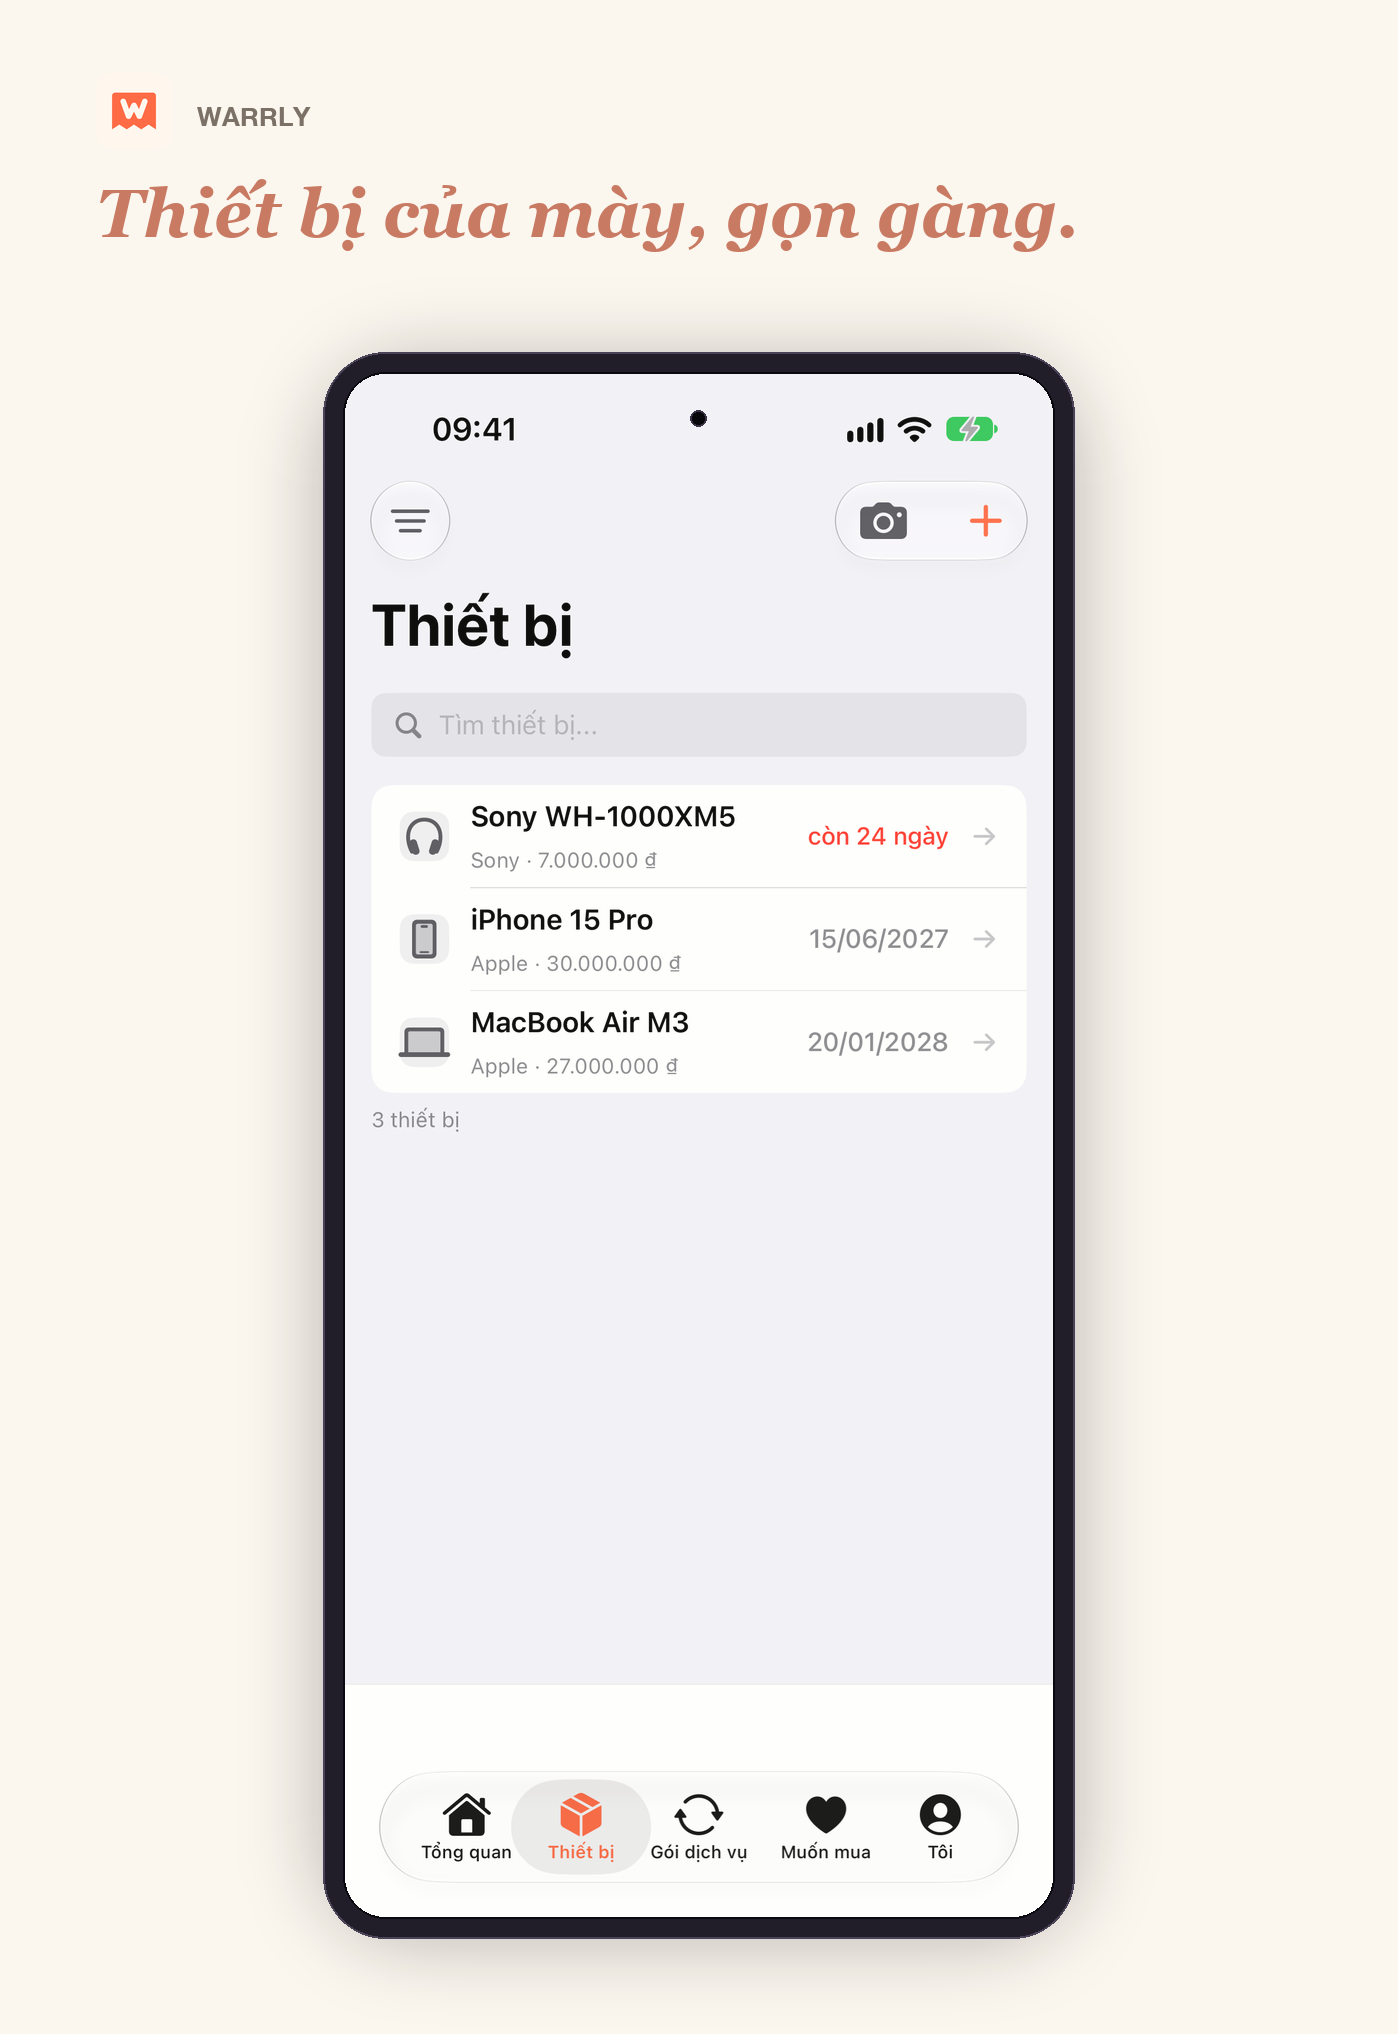 WARRLY
Thiết bị của mày, gọn gàng.
09:41
Thiết bị
Tìm thiết bị...
Sony WH-1000XM5
Sony · 7.000.000 ₫
còn 24 ngày
iPhone 15 Pro
Apple · 30.000.000 ₫
15/06/2027
MacBook Air M3
Apple · 27.000.000 ₫
20/01/2028
3 thiết bị
Tổng quan
Thiết bị
Gói dịch vụ
Muốn mua
Tôi